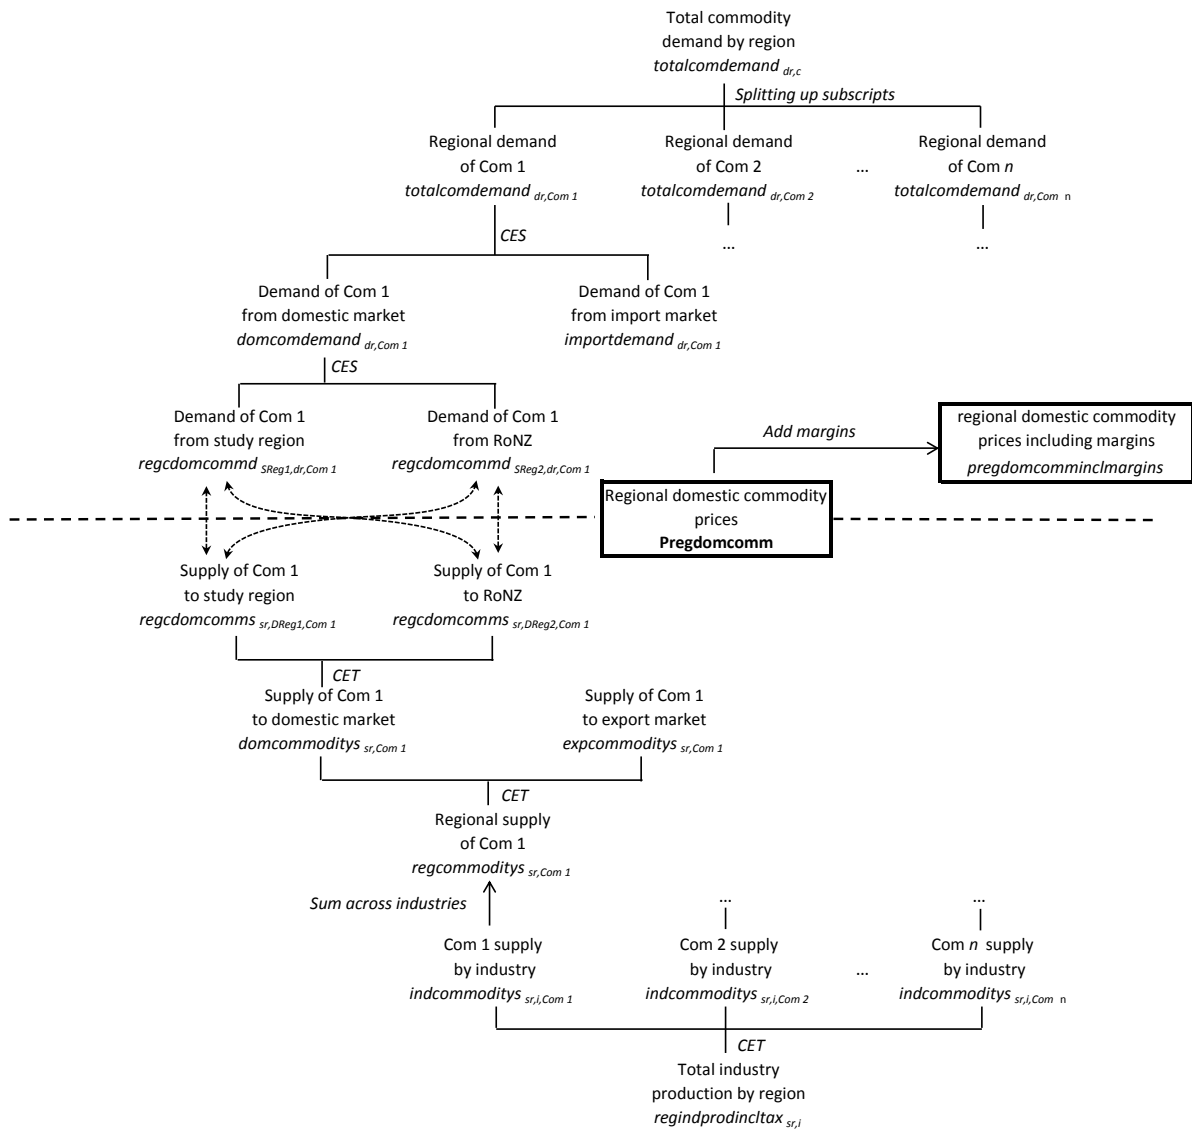 Total commodity
demand by region
totalcomdemand dr,c
Splitting up subscripts
Regional demand
of Com 1
totalcomdemand dr,Com 1
Regional demand
of Com 2
totalcomdemand dr,Com 2
...
Regional demand
of Com n
totalcomdemand dr,Com n
CES
...
...
Demand of Com 1
from domestic market
domcomdemand dr,Com 1
Demand of Com 1
from import market
importdemand dr,Com 1
CES
Demand of Com 1
from study region
regcdomcommd SReg1,dr,Com 1
Demand of Com 1
from RoNZ
regcdomcommd SReg2,dr,Com 1
Add margins
regional domestic commodity
prices including margins
pregdomcomminclmargins
Regional domestic commodity
prices
Pregdomcomm
Supply of Com 1
to study region
regcdomcomms sr,DReg1,Com 1
Supply of Com 1
to RoNZ
regcdomcomms sr,DReg2,Com 1
CET
Supply of Com 1
to domestic market
domcommoditys sr,Com 1
Supply of Com 1
to export market
expcommoditys sr,Com 1
CET
Regional supply
of Com 1
regcommoditys sr,Com 1
Sum across industries
...
...
Com 1 supply
by industry
indcommoditys sr,i,Com 1
Com 2 supply
by industry
indcommoditys sr,i,Com 2
...
Com n supply
by industry
indcommoditys sr,i,Com n
CET
Total industry
production by region
regindprodincltax sr,i